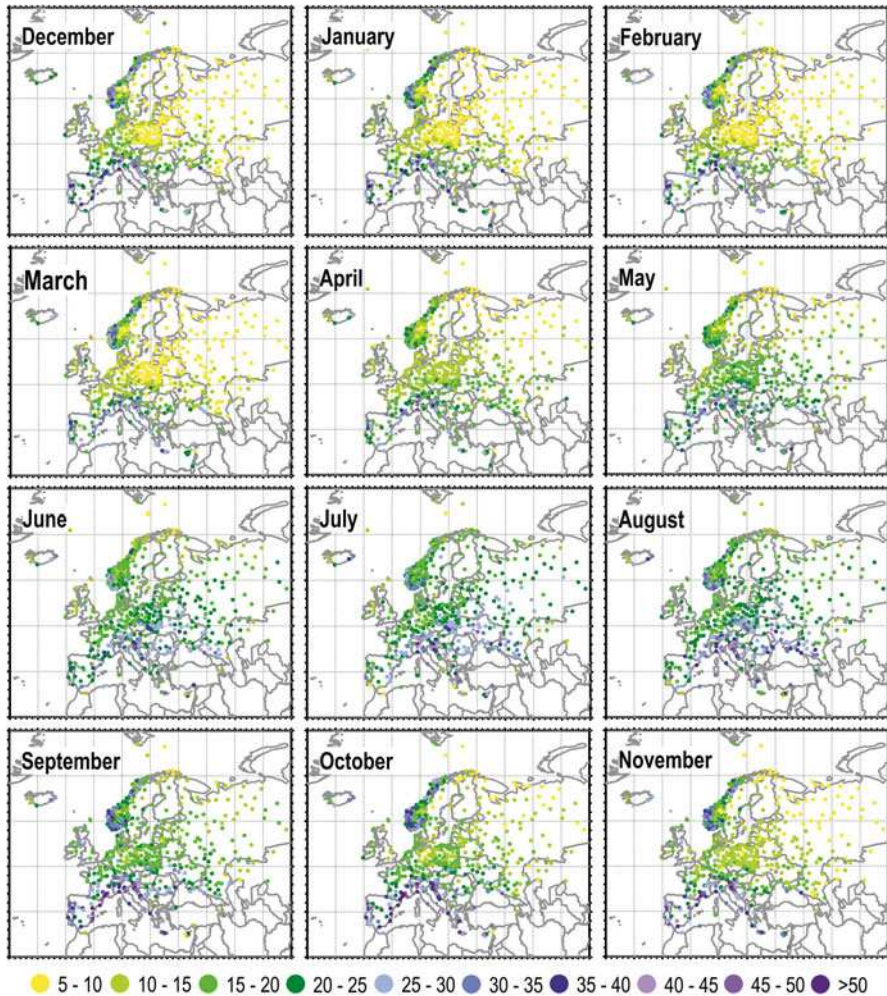 December January February
March April May
June July August
September October November
5 - 10 10 - 15 15 - 20 20 - 25 25 - 30 30 - 35 35 - 40 40 - 45 45 - 50 >50